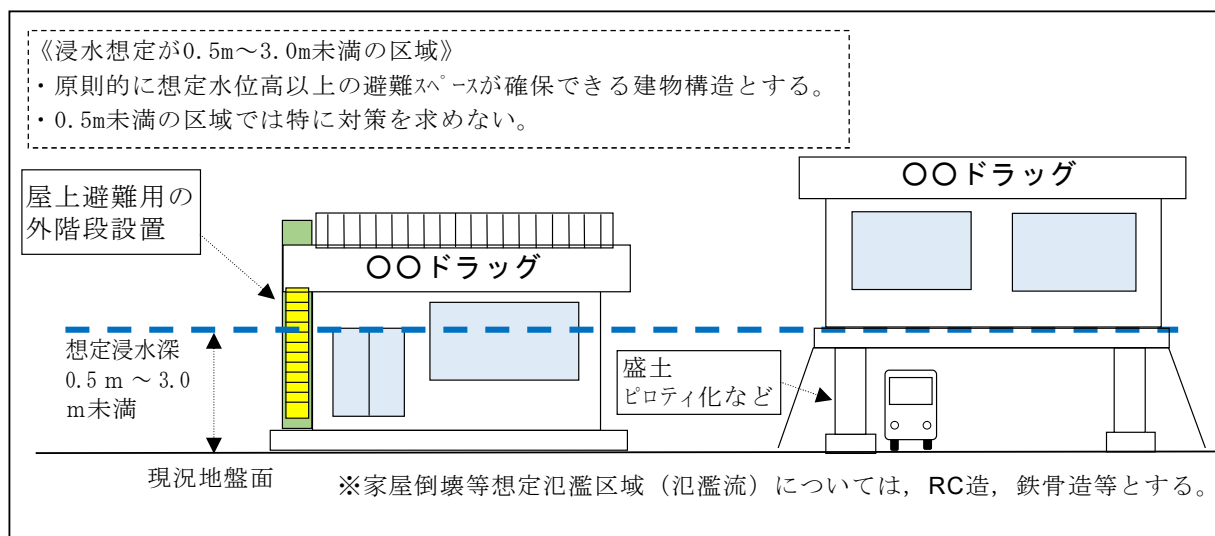 《浸水想定が0.5m～3.0m未満の区域》
・原則的に想定水位高以上の避難ｽﾍﾟｰｽが確保できる建物構造とする。
・0.5m未満の区域では特に対策を求めない。
〇〇ドラッグ
屋上避難用の
外階段設置
〇〇ドラッグ
想定浸水深
0.5ｍ～3.0
ｍ未満
盛土
ピロティ化など
現況地盤面
※家屋倒壊等想定氾濫区域（氾濫流）については，RC造，鉄骨造等とする。